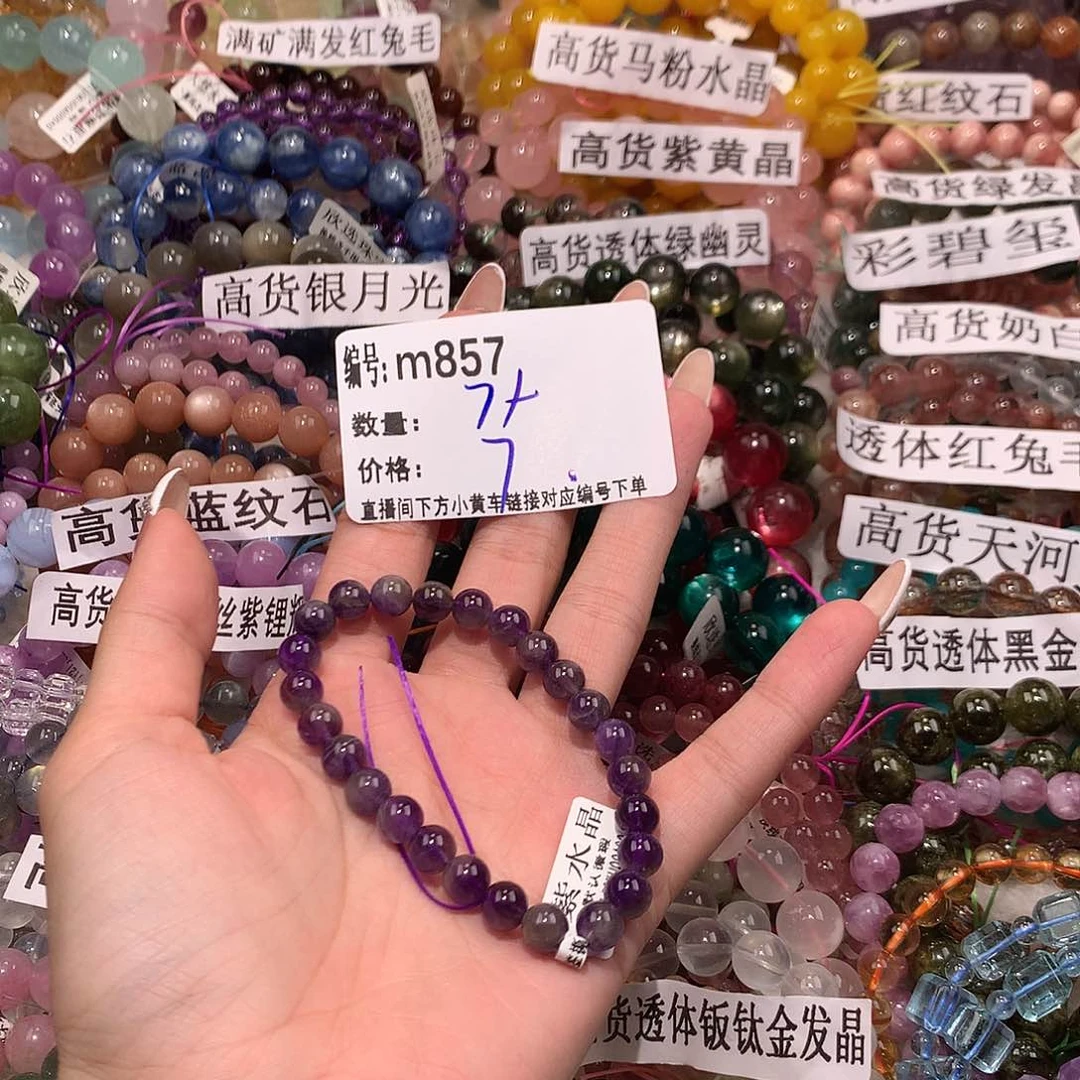 满矿满发红兔毛
高货马粉水晶
红纹石
高货紫黄晶
高货绿发晶
高货透体绿幽灵
彩碧玺
高货银月光
高货奶白
编号: m857
数量:
价格: 7
直播间下方小黄车链接对应编号下单
透体红兔毛
高货蓝纹石
高货天河
高货
丝紫锂辉
高货透体黑金
紫水晶
货透体钣钛金发晶